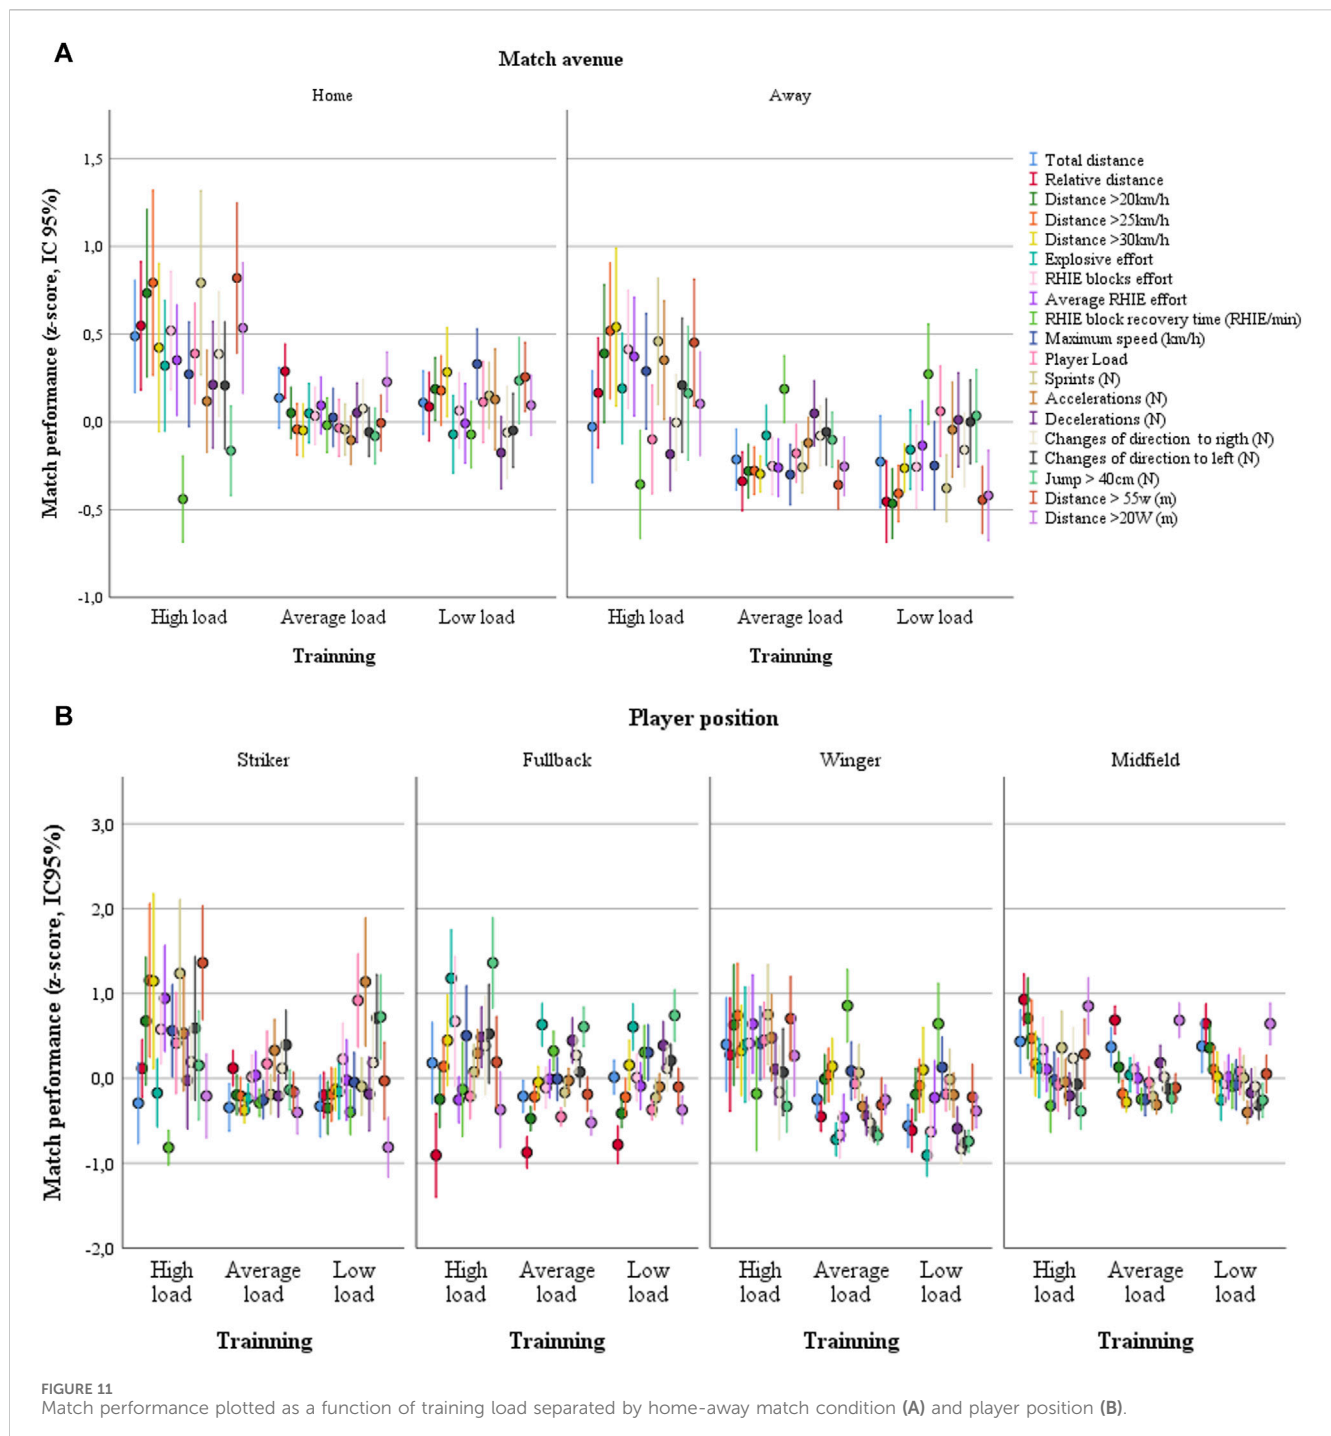 A
Match avenue
Home
Away
Match performance (z-score, IC 95%)
1,5
1,0
0,5
0,0
-0,5
-1,0
High load
Average load
Low load
High load
Average load
Low load
Trainning
Trainning
Total distance
Relative distance
Distance >20km/h
Distance >25km/h
Distance >30km/h
Explosive effort
RHIE blocks effort
Average RHIE effort
RHIE block recovery time (RHIE/min)
Maximum speed (km/h)
Player Load
Sprints (N)
Accelerations (N)
Decelerations (N)
Changes of direction to rigth (N)
Changes of direction to left (N)
Jump > 40cm (N)
Distance > 55w (m)
Distance >20W (m)
B
Player position
Striker
Fullback
Winger
Midfield
Match performance (z-score, IC95%)
3,0
2,0
1,0
0,0
-1,0
-2,0
High load
Average load
Low load
High load
Average load
Low load
High load
Average load
Low load
High load
Average load
Low load
Trainning
Trainning
Trainning
Trainning
FIGURE 11
Match performance plotted as a function of training load separated by home-away match condition (A) and player position (B).